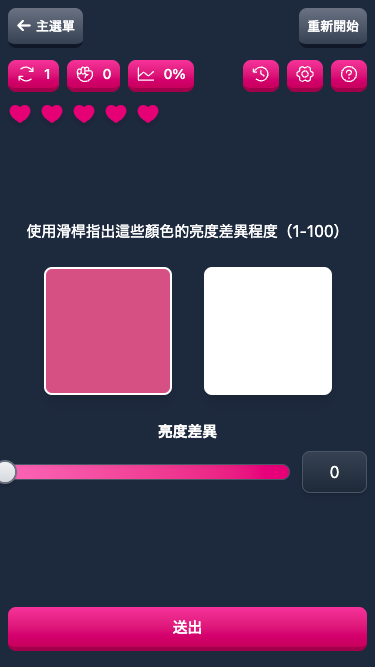 主選單
重新開始
1
0
0%
使用滑桿指出這些顏色的亮度差異程度（1-100）
亮度差異
0
送出